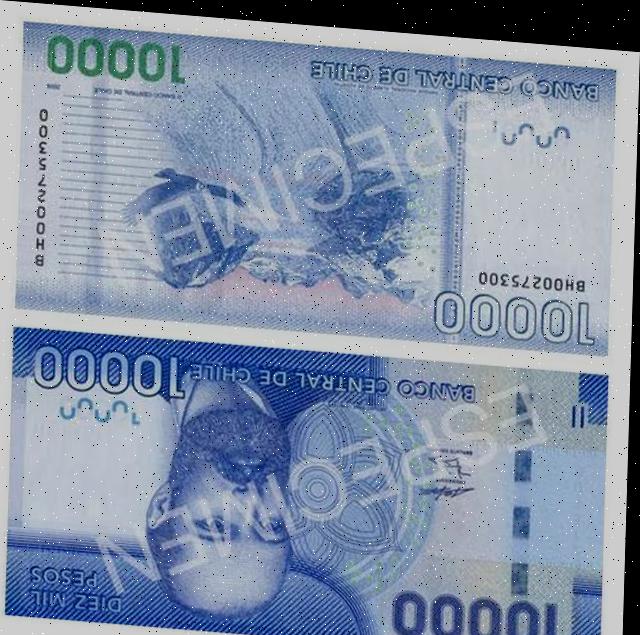 10000
DIEZ MIL
PESOS
ESPECIMEN
BANCO CENTRAL DE CHILE
10000
10000
BH00275300
ESPECIMEN
BH00275300
BANCO CENTRAL DE CHILE
10000